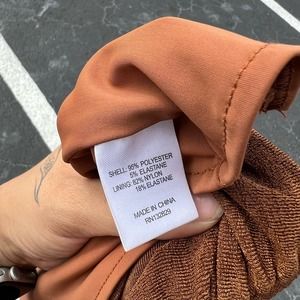 SHELL: 95% POLYESTER
5% ELASTANE
LINING: 82% NYLON
18% ELASTANE
MADE IN CHINA
RN132829